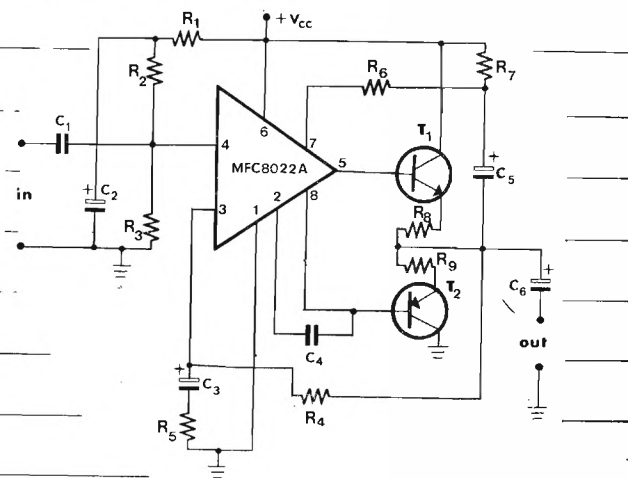 + Vcc
R1
R2
R6
R7
C1
4
6
7
T1
MFC8022A
5
+
C5
in
+
C2
3
1
2
8
R8
R3
R9
T2
+
C6
C4
out
+
C3
R4
R5